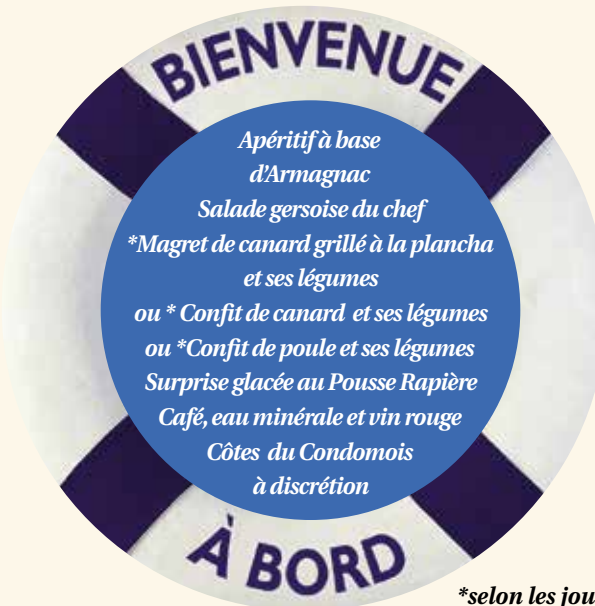 BIENVENUE
Apéritif à base
d'Armagnac
Salade gersoise du chef
*Magret de canard grillé à la plancha
et ses légumes
ou * Confit de canard et ses légumes
ou *Confit de poule et ses légumes
Surprise glacée au Pousse Rapière
Café, eau minérale et vin rouge
Côtes du Condomois
à discrétion
À BORD
*selon les jou